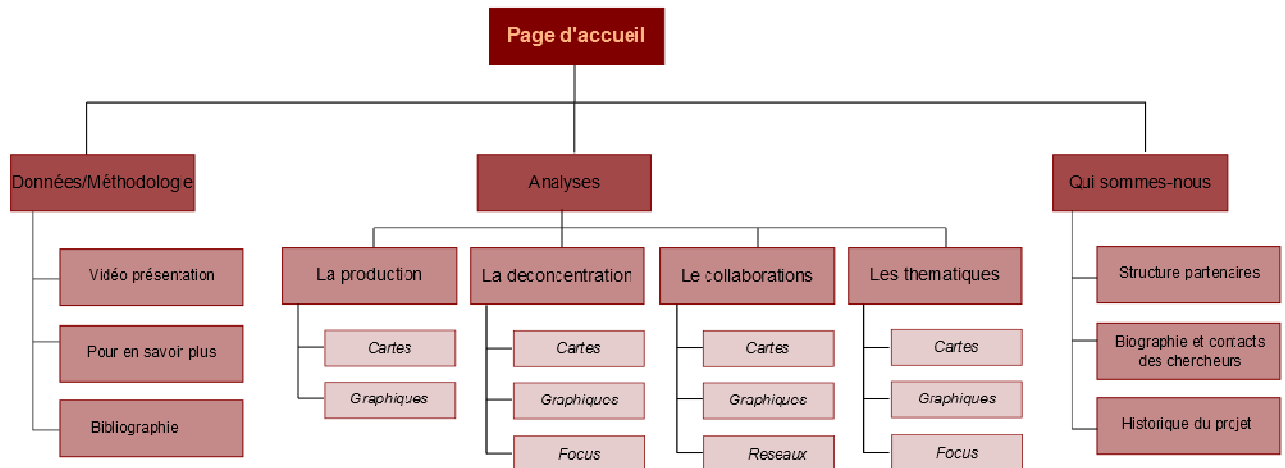 Page d'accueil
Données/Méthodologie
Analyses
Qui sommes-nous
Vidéo présentation
Pour en savoir plus
Bibliographie
La production
Cartes
Graphiques
La deconcentration
Cartes
Graphiques
Focus
Le collaborations
Cartes
Graphiques
Reseaux
Les thematiques
Cartes
Graphiques
Focus
Structure partenaires
Biographie et contacts
des chercheurs
Historique du projet